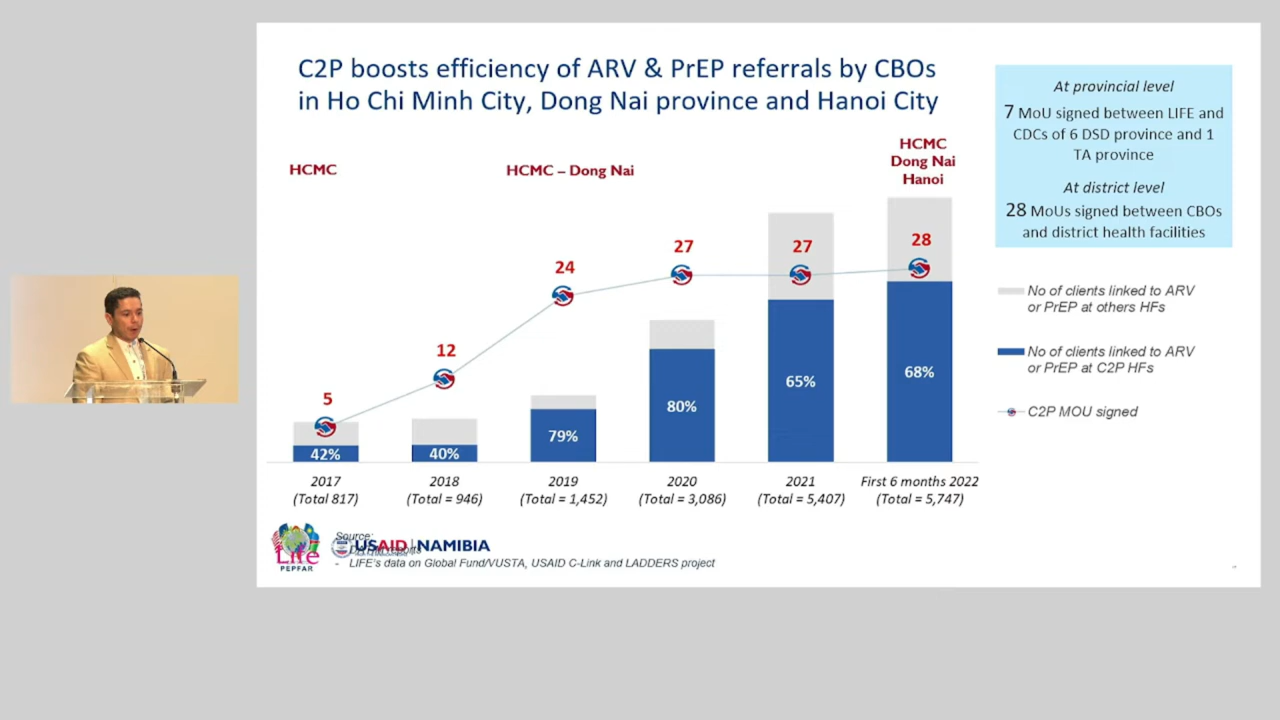 C2P boosts efficiency of ARV & PrEP referrals by CBOs
in Ho Chi Minh City, Dong Nai province and Hanoi City
At provincial level
7 MoU signed between LIFE and
CDCs of 6 DSD province and 1
TA province
At district level
28 MoUs signed between CBOs
and district health facilities
HCMC
HCMC – Dong Nai
HCMC
Dong Nai
Hanoi
5
12
24
27
27
28
42%
40%
79%
80%
65%
68%
No of clients linked to ARV
or PrEP at others HFs
No of clients linked to ARV
or PrEP at C2P HFs
C2P MOU signed
2017
(Total 817)
2018
(Total = 946)
2019
(Total = 1,452)
2020
(Total = 3,086)
2021
(Total = 5,407)
First 6 months 2022
(Total = 5,747)
Life
PEPFAR
Source:
USAID NAMIBIA
- LIFE's data on Global Fund/VUSTA, USAID C-Link and LADDERS project